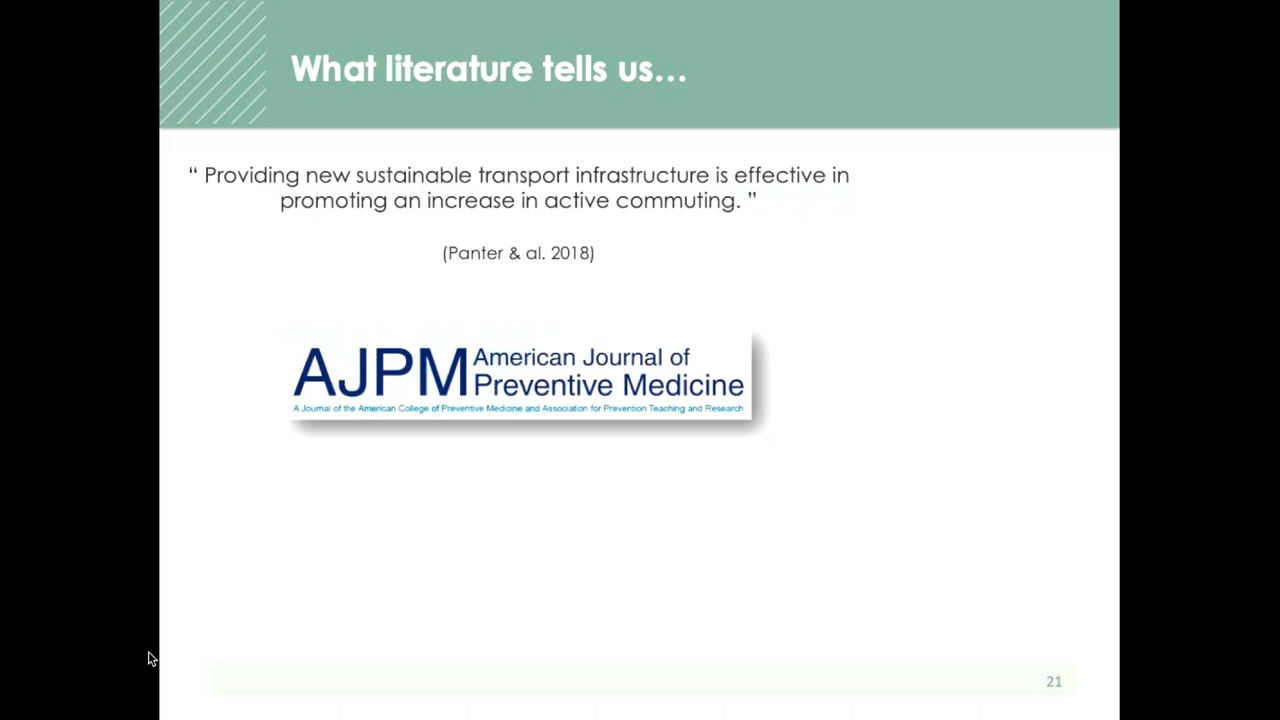 What literature tells us...
“ Providing new sustainable transport infrastructure is effective in
promoting an increase in active commuting. ”
(Panter & al. 2018)
AJPM American Journal of
Preventive Medicine
A Journal of the American College of Preventive Medicine and Association for Prevention Teaching and Research
21